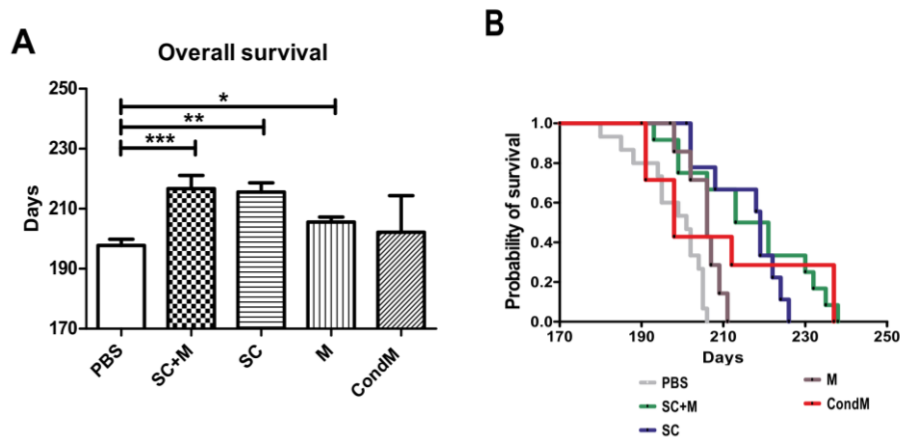 A
Overall survival
Days
250
230
210
190
170
*
**
***
PBS
SC+M
SC
M
CondM
B
Probability of survival
1.0
0.8
0.6
0.4
0.2
0.0
170
190
210
230
250
Days
PBS
SC+M
SC
M
CondM